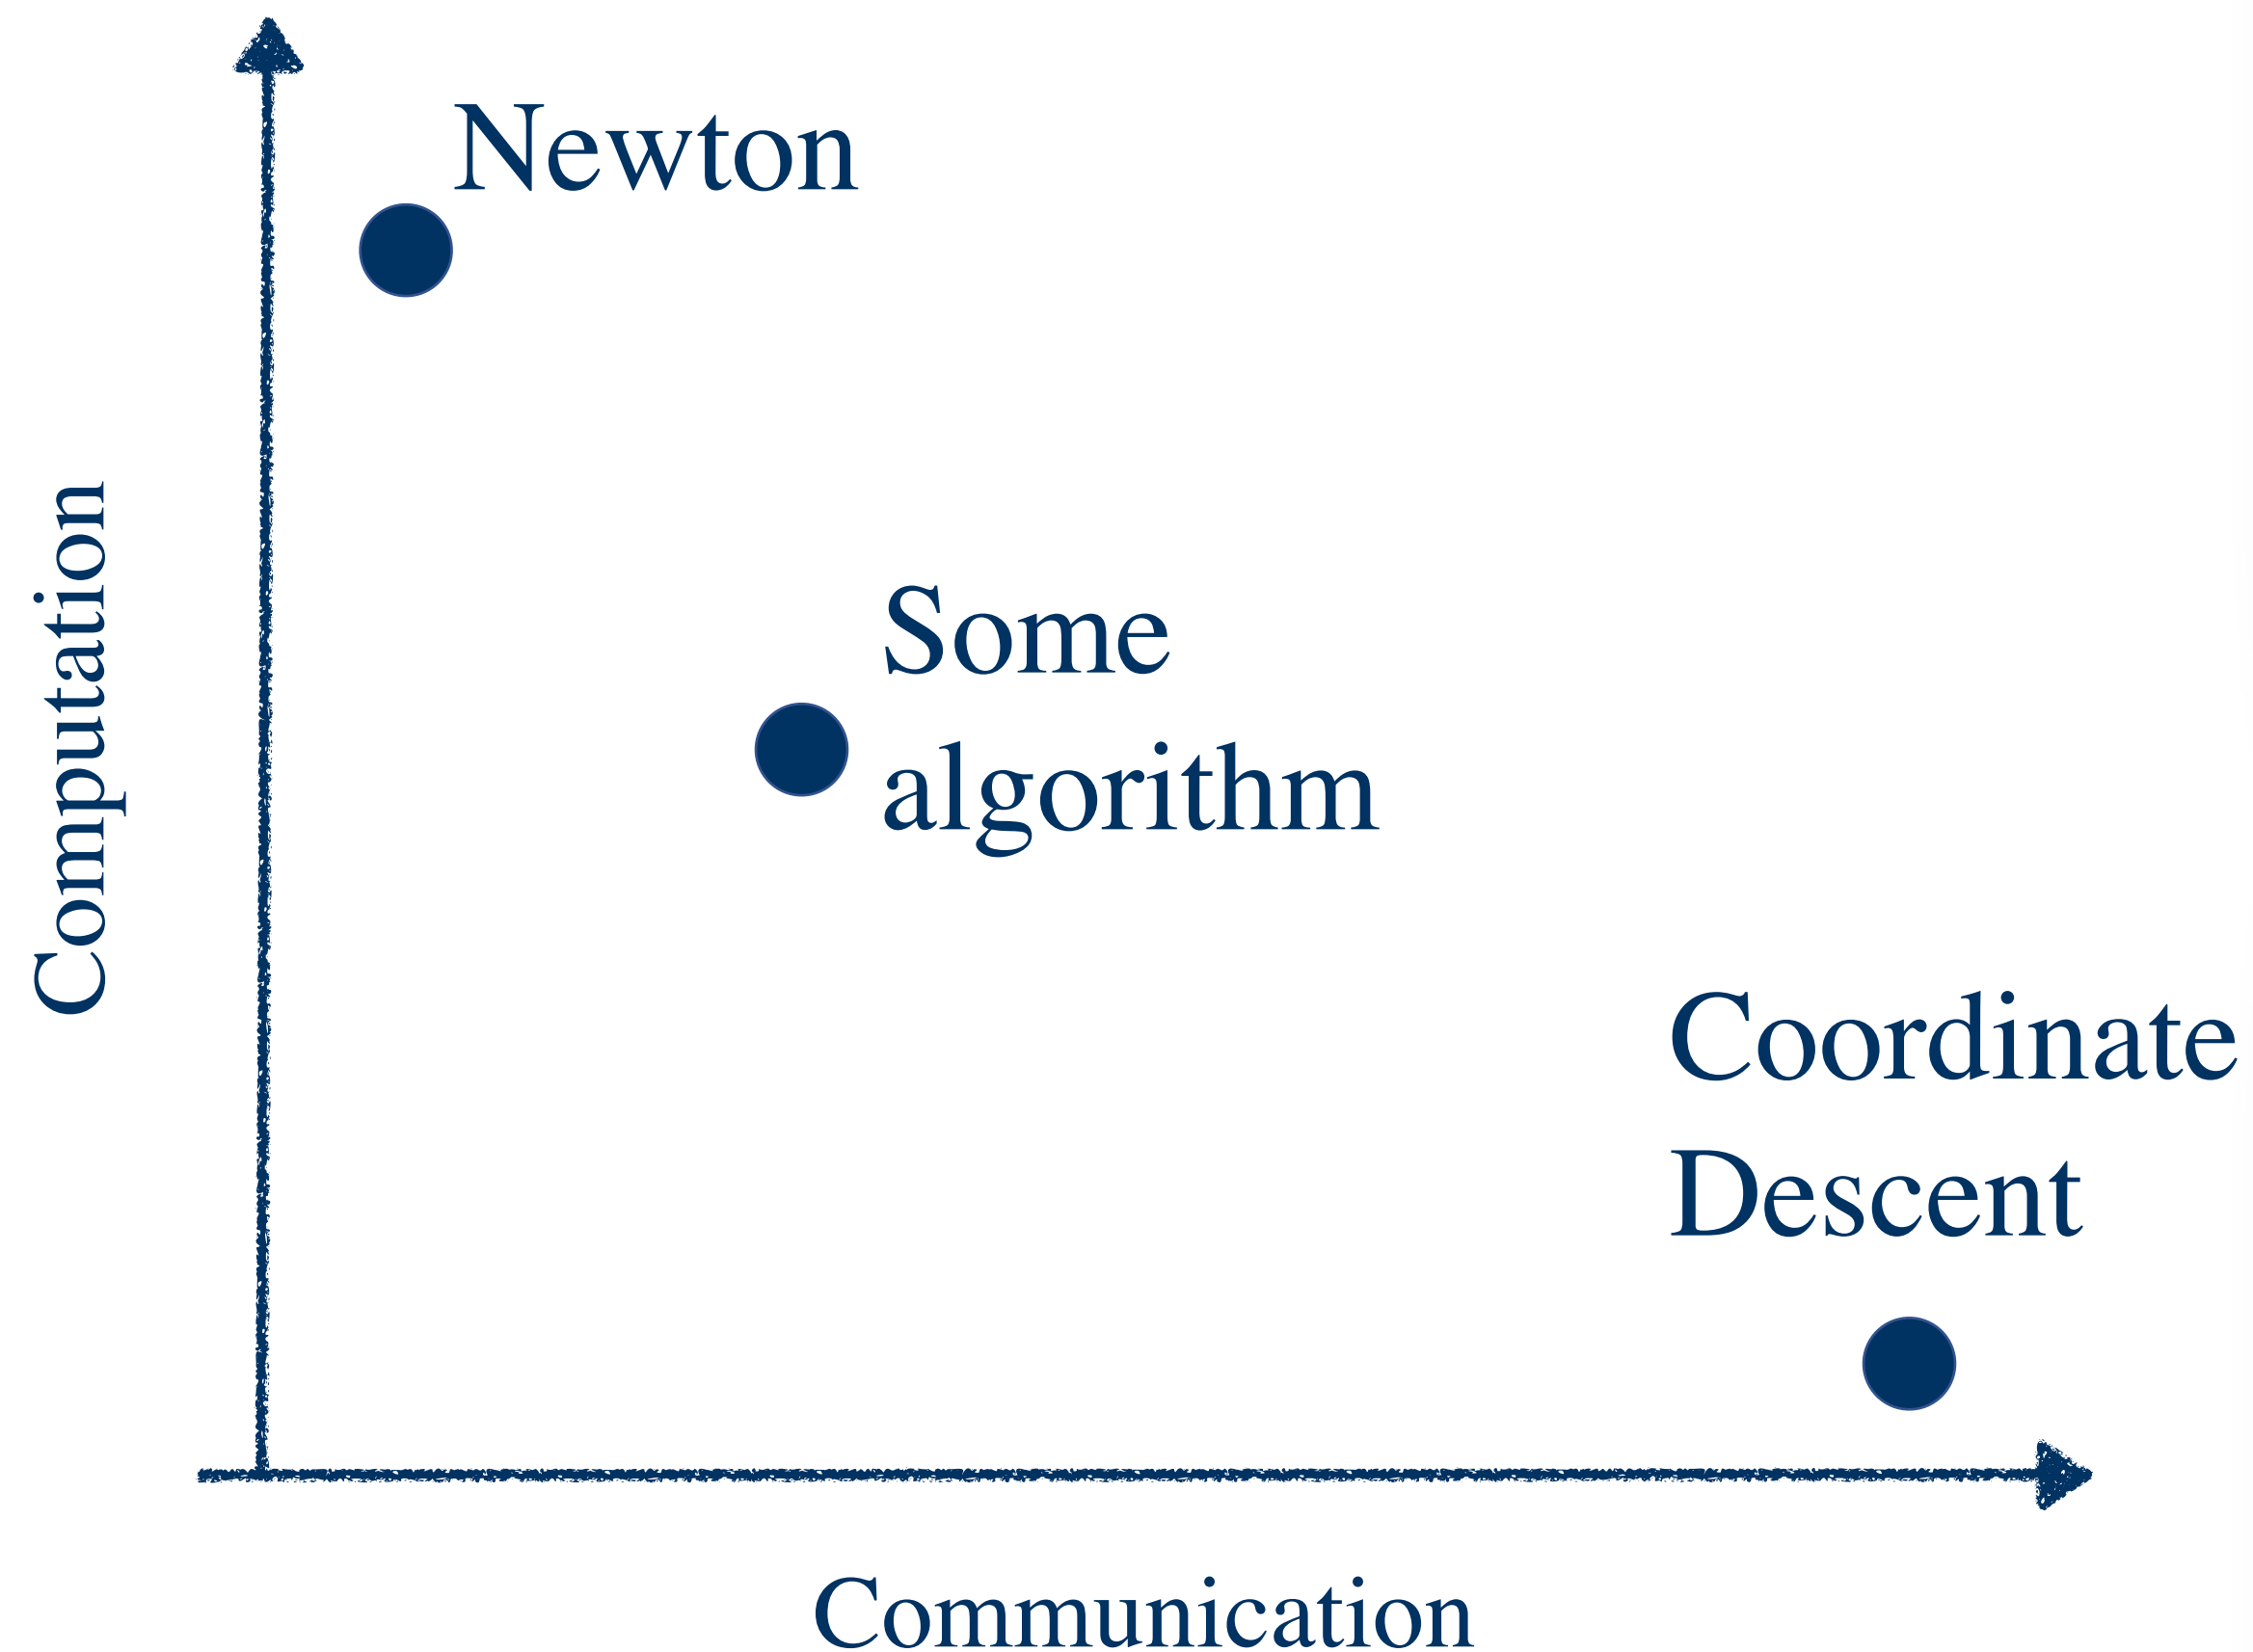 Newton
Computation
Some
algorithm
Coordinate
Descent
Communication